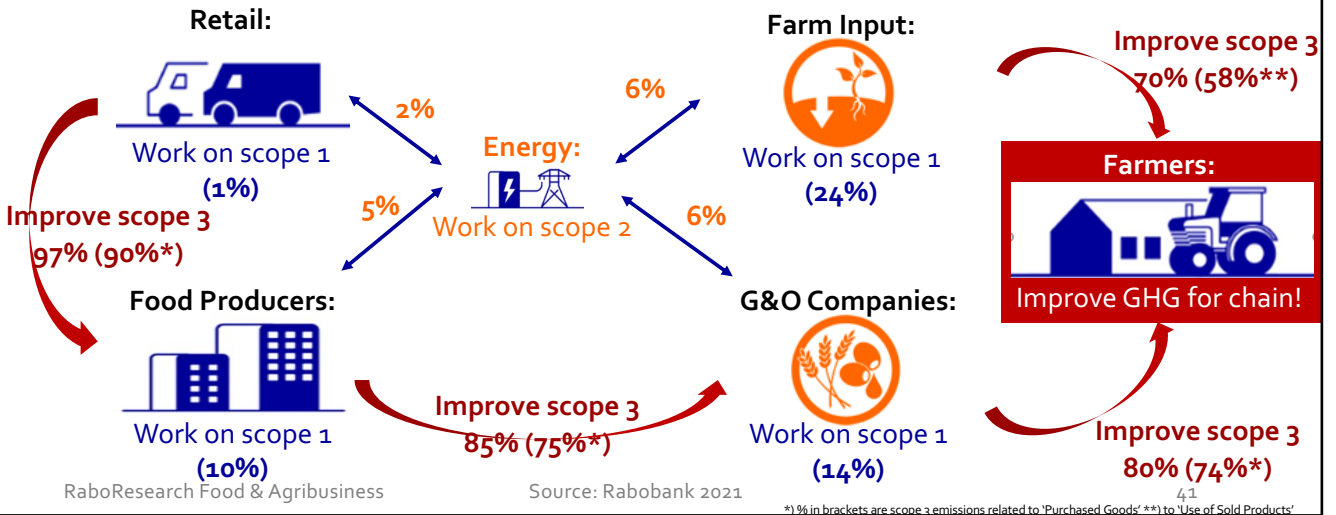 Retail:
Work on scope 1
(1%)
2%
Improve scope 3
97% (90%*)
5%
Energy:
Work on scope 2
6%
6%
Farm Input:
Work on scope 1
(24%)
Improve scope 3
70% (58%**)
Farmers:
Improve GHG for chain!
Food Producers:
Work on scope 1
(10%)
Improve scope 3
85% (75%*)
G&O Companies:
Work on scope 1
(14%)
Improve scope 3
80% (74%*)
RaboResearch Food & Agribusiness
Source: Rabobank 2021
41
*) % in brackets are scope 3 emissions related to 'Purchased Goods' **) to 'Use of Sold Products'